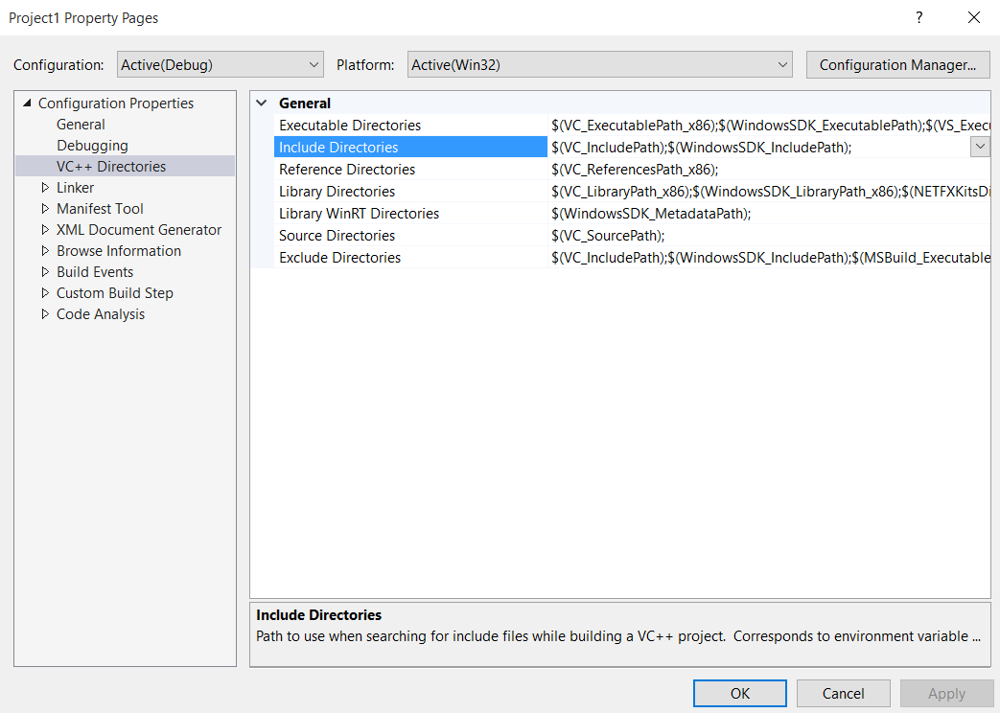 Project1 Property Pages
?
Configuration: Active(Debug) Platform: Active(Win32) Configuration Manager...
Configuration Properties
General
Debugging
VC++ Directories
Linker
Manifest Tool
XML Document Generator
Browse Information
Build Events
Custom Build Step
Code Analysis
General
Executable Directories $(VC_ExecutablePath_x86);$(WindowsSDK_ExecutablePath);$(VS_Exec
Include Directories $(VC_IncludePath);$(WindowsSDK_IncludePath);
Reference Directories $(VC_ReferencesPath_x86);
Library Directories $(VC_LibraryPath_x86);$(WindowsSDK_LibraryPath_x86);$(NETFXKitsDi
Library WinRT Directories $(WindowsSDK_MetadataPath);
Source Directories $(VC_SourcePath);
Exclude Directories $(VC_IncludePath);$(WindowsSDK_IncludePath);$(MSBuild_Executable
Include Directories
Path to use when searching for include files while building a VC++ project.  Corresponds to environment variable ...
OK Cancel Apply